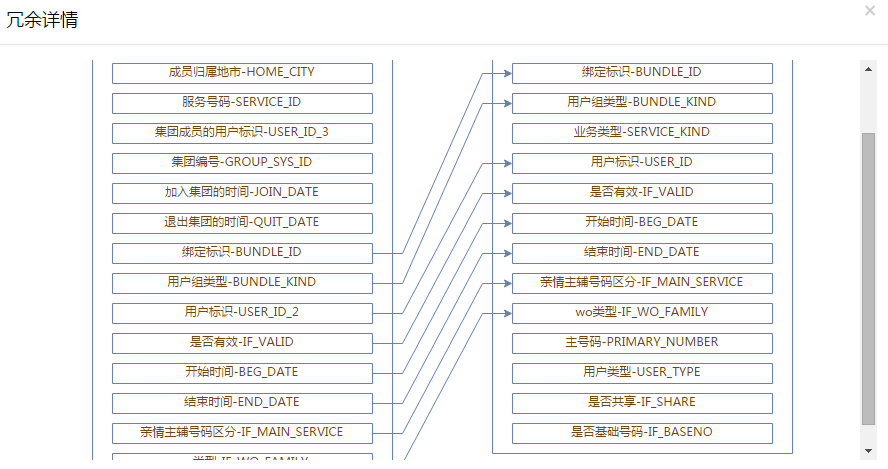 冗余详情
×
成员归属地市-HOME_CITY
服务号码-SERVICE_ID
集团成员的用户标识-USER_ID_3
集团编号-GROUP_SYS_ID
加入集团的时间-JOIN_DATE
退出集团的时间-QUIT_DATE
绑定标识-BUNDLE_ID
用户组类型-BUNDLE_KIND
用户标识-USER_ID_2
是否有效-IF_VALID
开始时间-BEG_DATE
结束时间-END_DATE
亲情主辅号码区分-IF_MAIN_SERVICE
类型-IF_WO_FAMILY
绑定标识-BUNDLE_ID
用户组类型-BUNDLE_KIND
业务类型-SERVICE_KIND
用户标识-USER_ID
是否有效-IF_VALID
开始时间-BEG_DATE
结束时间-END_DATE
亲情主辅号码区分-IF_MAIN_SERVICE
wo类型-IF_WO_FAMILY
主号码-PRIMARY_NUMBER
用户类型-USER_TYPE
是否共享-IF_SHARE
是否基础号码-IF_BASENO